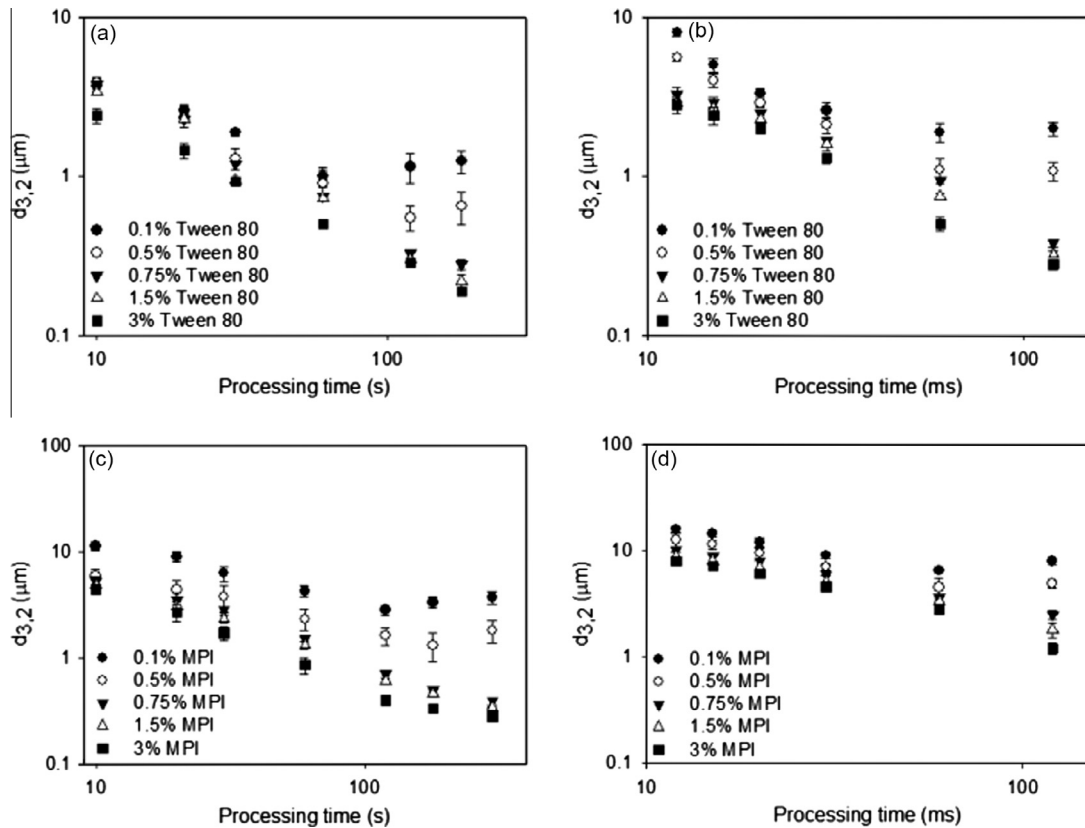 (a)
10
1
0.1
d3,2 (µm)
0.1% Tween 80
0.5% Tween 80
0.75% Tween 80
1.5% Tween 80
3% Tween 80
10
100
Processing time (s)
(b)
10
1
0.1
d3,2 (µm)
0.1% Tween 80
0.5% Tween 80
0.75% Tween 80
1.5% Tween 80
3% Tween 80
10
100
Processing time (ms)
(c)
100
10
1
0.1
d3,2 (µm)
0.1% MPI
0.5% MPI
0.75% MPI
1.5% MPI
3% MPI
10
100
Processing time (s)
(d)
100
10
1
0.1
d3,2 (µm)
0.1% MPI
0.5% MPI
0.75% MPI
1.5% MPI
3% MPI
10
100
Processing time (ms)